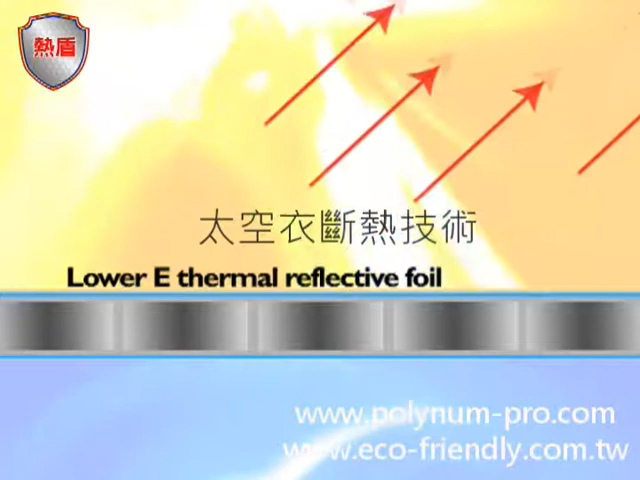 熱盾
太空衣斷熱技術
Lower E thermal reflective foil
www.polynum-pro.com
www.eco-friendly.com.tw